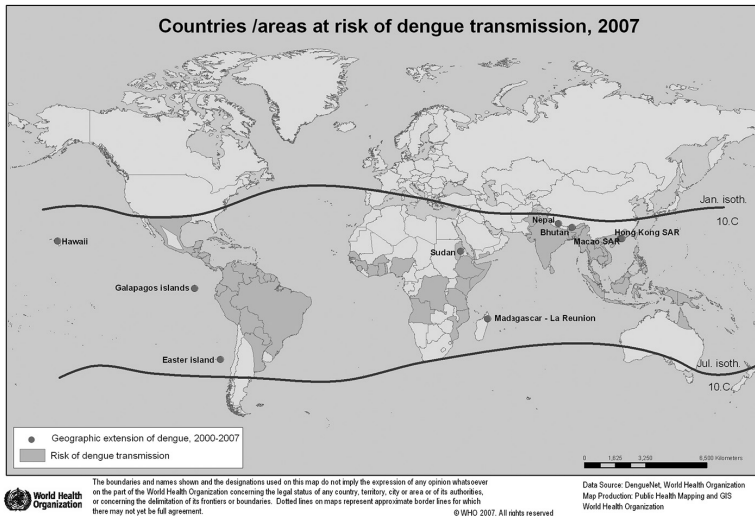 Countries /areas at risk of dengue transmission, 2007
Jan. isoth.
10.C
Nepal
Bhutan
Hong Kong SAR
Macao SAR
Hawaii
Sudan
Galapagos islands
Madagascar - La Reunion
Easter island
Jul. isoth.
10.C
Geographic extension of dengue, 2000-2007
Risk of dengue transmission
0 1,625 3,250 6,500 Kilometers
World Health
Organization
The boundaries and names shown and the designations used on this map do not imply the expression of any opinion whatsoever
on the part of the World Health Organization concerning the legal status of any country, territory, city or area or of its authorities,
or concerning the delimitation of its frontiers or boundaries. Dotted lines on maps represent approximate border lines for which
there may not yet be full agreement.
© WHO 2007. All rights reserved
Data Source: DengueNet, World Health Organization
Map Production: Public Health Mapping and GIS
World Health Organization